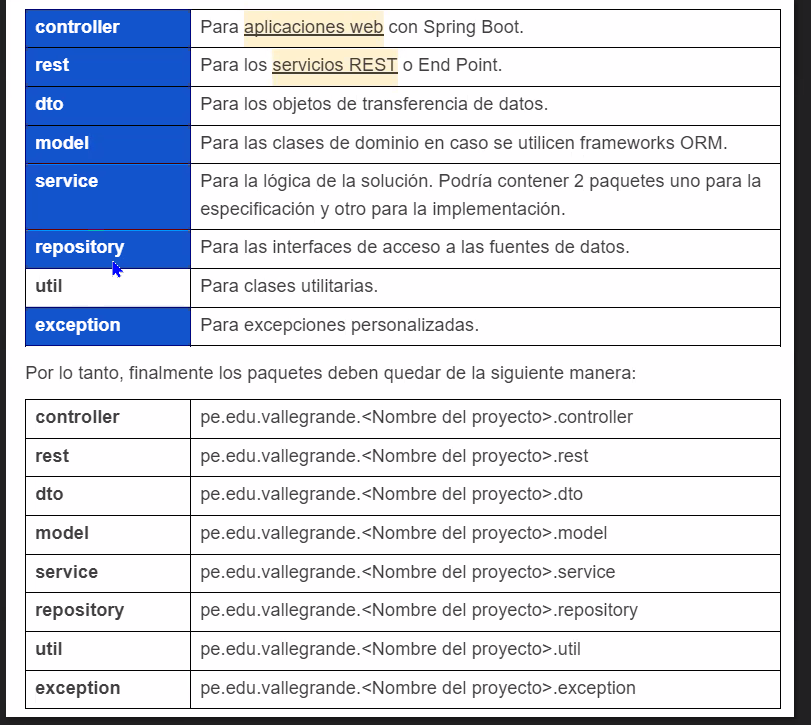 controller Para aplicaciones web con Spring Boot.
rest Para los servicios REST o End Point.
dto Para los objetos de transferencia de datos.
model Para las clases de dominio en caso se utilicen frameworks ORM.
service Para la lógica de la solución. Podría contener 2 paquetes uno para la
especificación y otro para la implementación.
repository Para las interfaces de acceso a las fuentes de datos.
util Para clases utilitarias.
exception Para excepciones personalizadas.
Por lo tanto, finalmente los paquetes deben quedar de la siguiente manera:
controller pe.edu.vallegrande.<Nombre del proyecto>.controller
rest pe.edu.vallegrande.<Nombre del proyecto>.rest
dto pe.edu.vallegrande.<Nombre del proyecto>.dto
model pe.edu.vallegrande.<Nombre del proyecto>.model
service pe.edu.vallegrande.<Nombre del proyecto>.service
repository pe.edu.vallegrande.<Nombre del proyecto>.repository
util pe.edu.vallegrande.<Nombre del proyecto>.util
exception pe.edu.vallegrande.<Nombre del proyecto>.exception